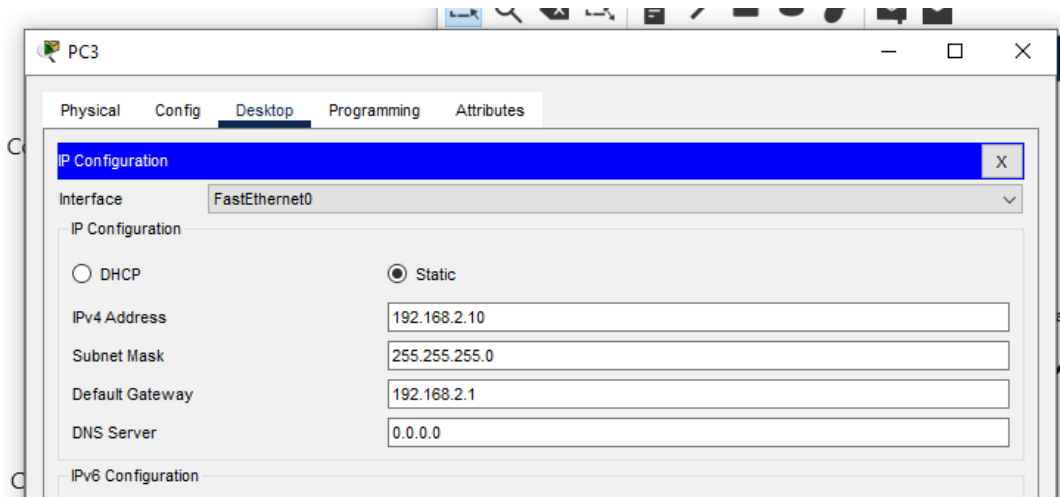 PC3
Physical Config Desktop Programming Attributes
IP Configuration X
Interface FastEthernet0
IP Configuration
DHCP Static
IPv4 Address 192.168.2.10
Subnet Mask 255.255.255.0
Default Gateway 192.168.2.1
DNS Server 0.0.0.0
IPv6 Configuration